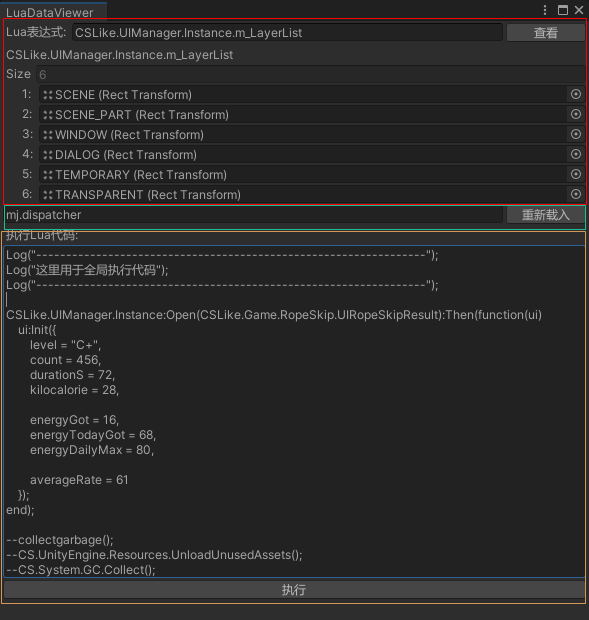 LuaDataViewer
Lua表达式: CSLike.UIManager.Instance.m_LayerList 查看
CSLike.UIManager.Instance.m_LayerList
Size 6
1: SCENE (Rect Transform)
2: SCENE_PART (Rect Transform)
3: WINDOW (Rect Transform)
4: DIALOG (Rect Transform)
5: TEMPORARY (Rect Transform)
6: TRANSPARENT (Rect Transform)
mj.dispatcher 重新载入
执行Lua代码:
Log("-----------------------------------------------------------------");
Log("这里用于全局执行代码");
Log("-----------------------------------------------------------------");
CSLike.UIManager.Instance:Open(CSLike.Game.RopeSkip.UIRopeSkipResult):Then(function(ui)
ui:Init({
level = "C+",
count = 456,
durationS = 72,
kilocalorie = 28,
energyGot = 16,
energyTodayGot = 68,
energyDailyMax = 80,
averageRate = 61
});
end);
--collectgarbage();
--CS.UnityEngine.Resources.UnloadUnusedAssets();
--CS.System.GC.Collect();
执行